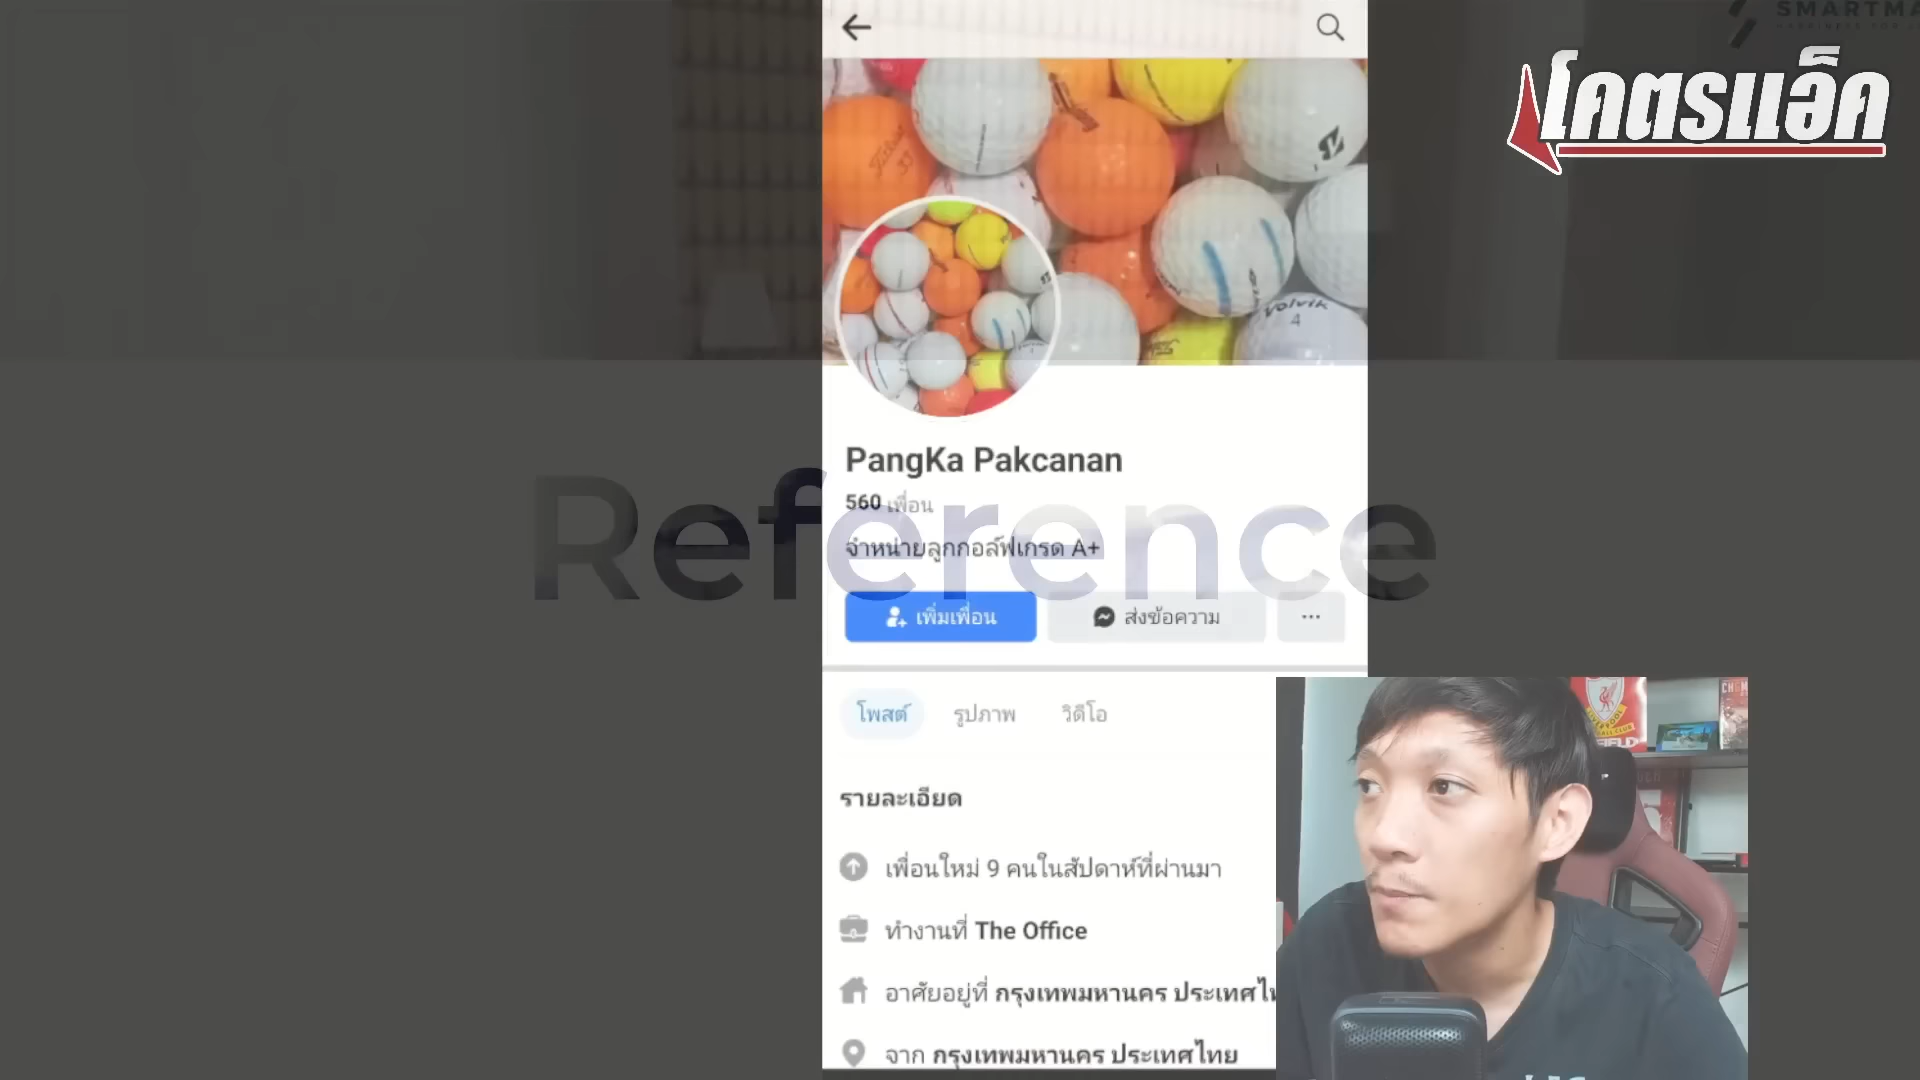 SMARTMA
โคตรแอ็ค
Titleist
Volvik
4
PangKa Pakcanan
560 เพื่อน
จำหน่ายลูกกอล์ฟเกรด A+
Reference
เพิ่มเพื่อน
ส่งข้อความ
โพสต์
รูปภาพ
วิดีโอ
รายละเอียด
เพื่อนใหม่ 9 คนในสัปดาห์ที่ผ่านมา
ทำงานที่ The Office
อาศัยอยู่ที่ กรุงเทพมหานคร ประเทศไ
จาก กรุงเทพมหานคร ประเทศไทย
LIVERPOOL